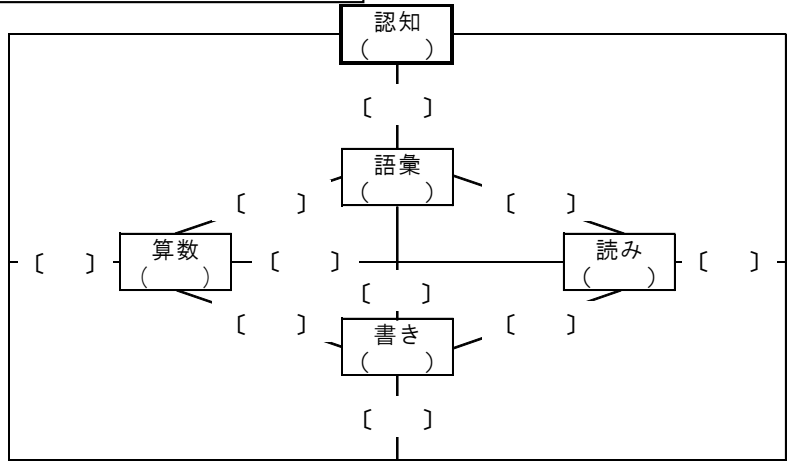 認知
(　　)
〔　　〕
語彙
(　　)
〔　　〕　〔　　〕
〔　　〕　算数　〔　　〕　読み　〔　　〕
(　　)　(　　)
〔　　〕
〔　　〕　〔　　〕
書き
(　　)
〔　　〕